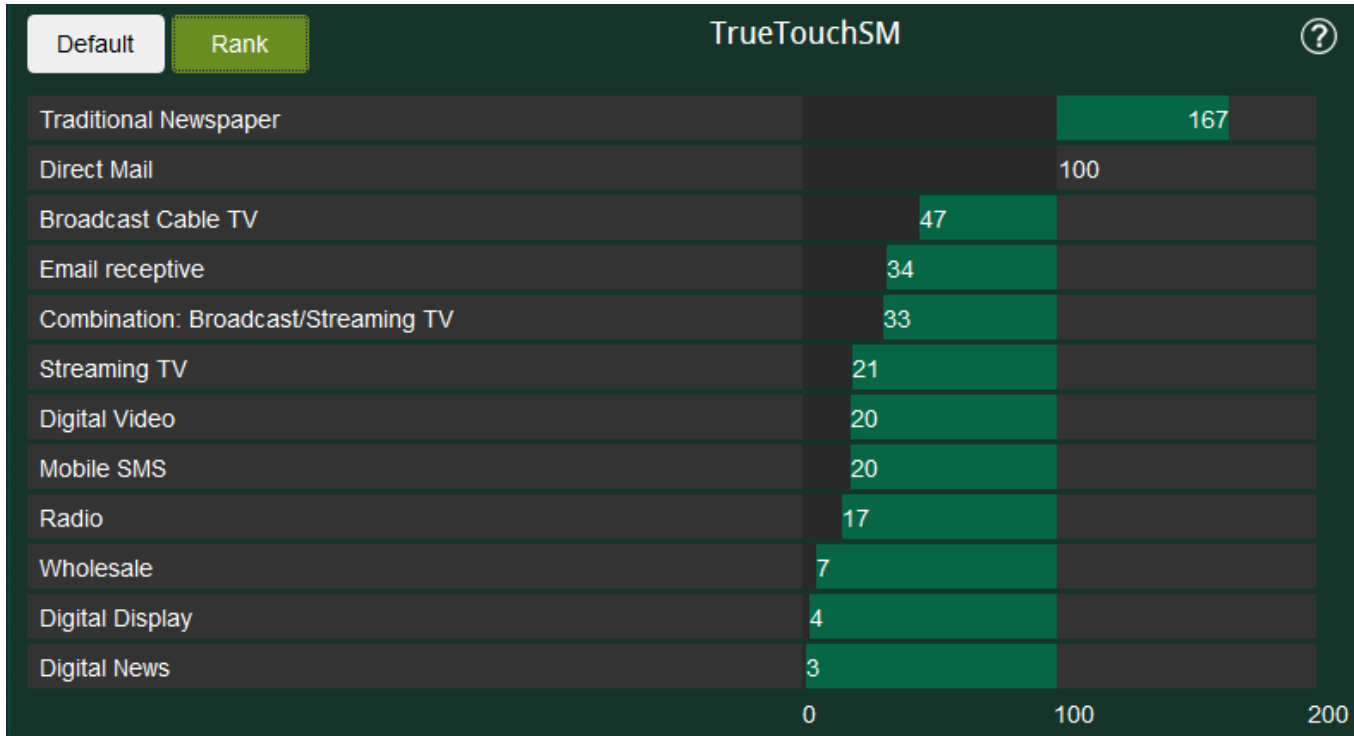 Default Rank TrueTouchSM ?
Traditional Newspaper 167
Direct Mail 100
Broadcast Cable TV 47
Email receptive 34
Combination: Broadcast/Streaming TV 33
Streaming TV 21
Digital Video 20
Mobile SMS 20
Radio 17
Wholesale 7
Digital Display 4
Digital News 3
0 100 200